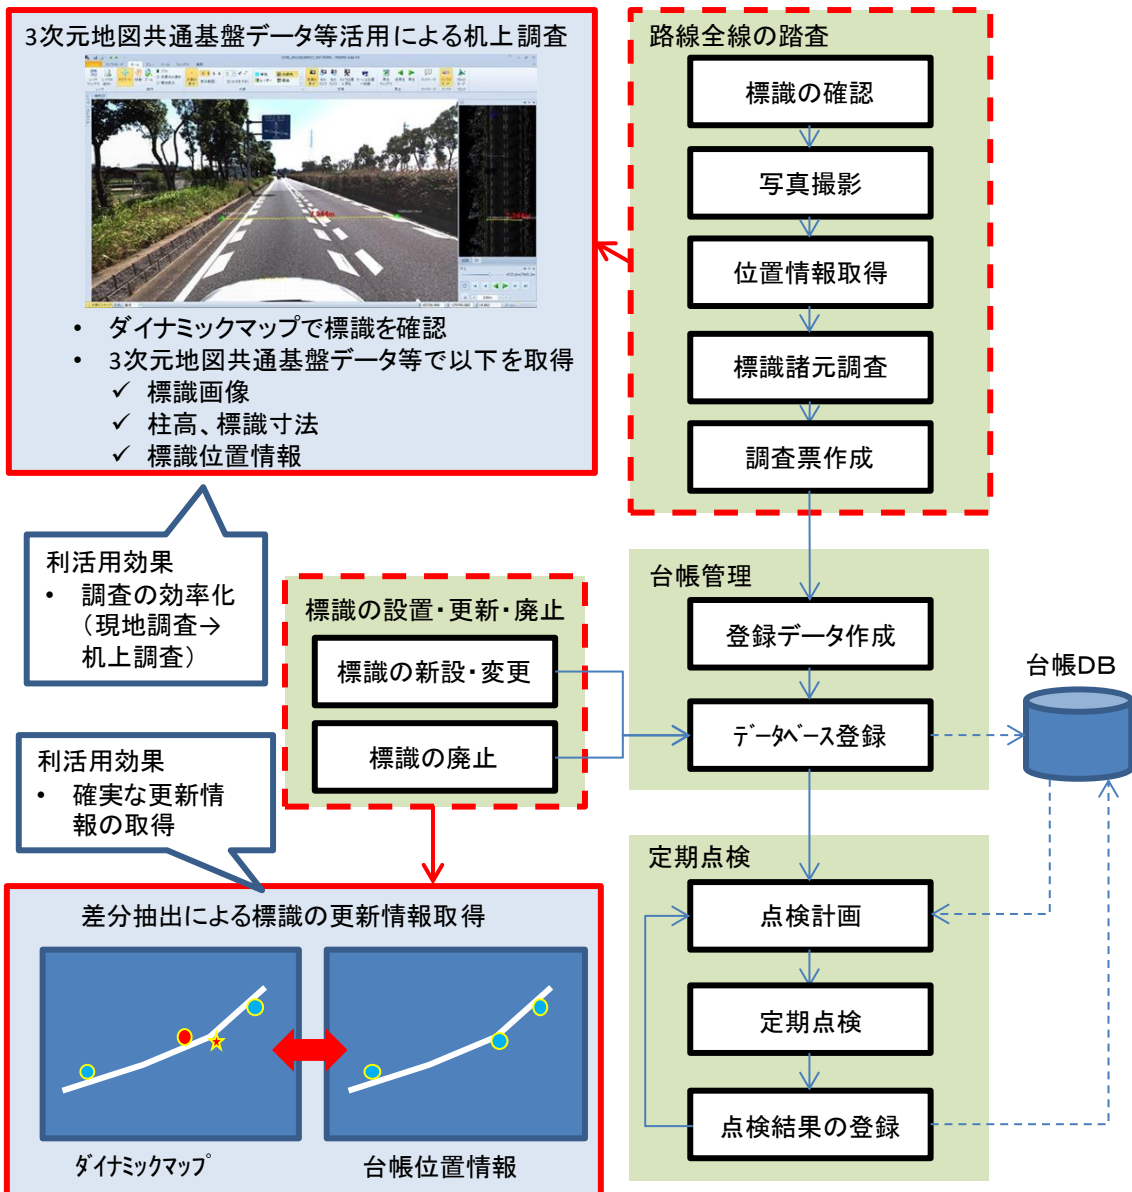 3次元地図共通基盤データ等活用による机上調査
7.944m
• ダイナミックマップで標識を確認
• 3次元地図共通基盤データ等で以下を取得
✓ 標識画像
✓ 柱高、標識寸法
✓ 標識位置情報
利活用効果
• 調査の効率化
（現地調査→
机上調査）
路線全線の踏査
標識の確認
写真撮影
位置情報取得
標識諸元調査
調査票作成
標識の設置・更新・廃止
標識の新設・変更
標識の廃止
台帳管理
登録データ作成
ﾃﾞｰﾀﾍﾞｰｽ登録
台帳DB
利活用効果
• 確実な更新情
報の取得
差分抽出による標識の更新情報取得
ﾀﾞｲﾅﾐｯｸﾏｯﾌﾟ
台帳位置情報
定期点検
点検計画
定期点検
点検結果の登録